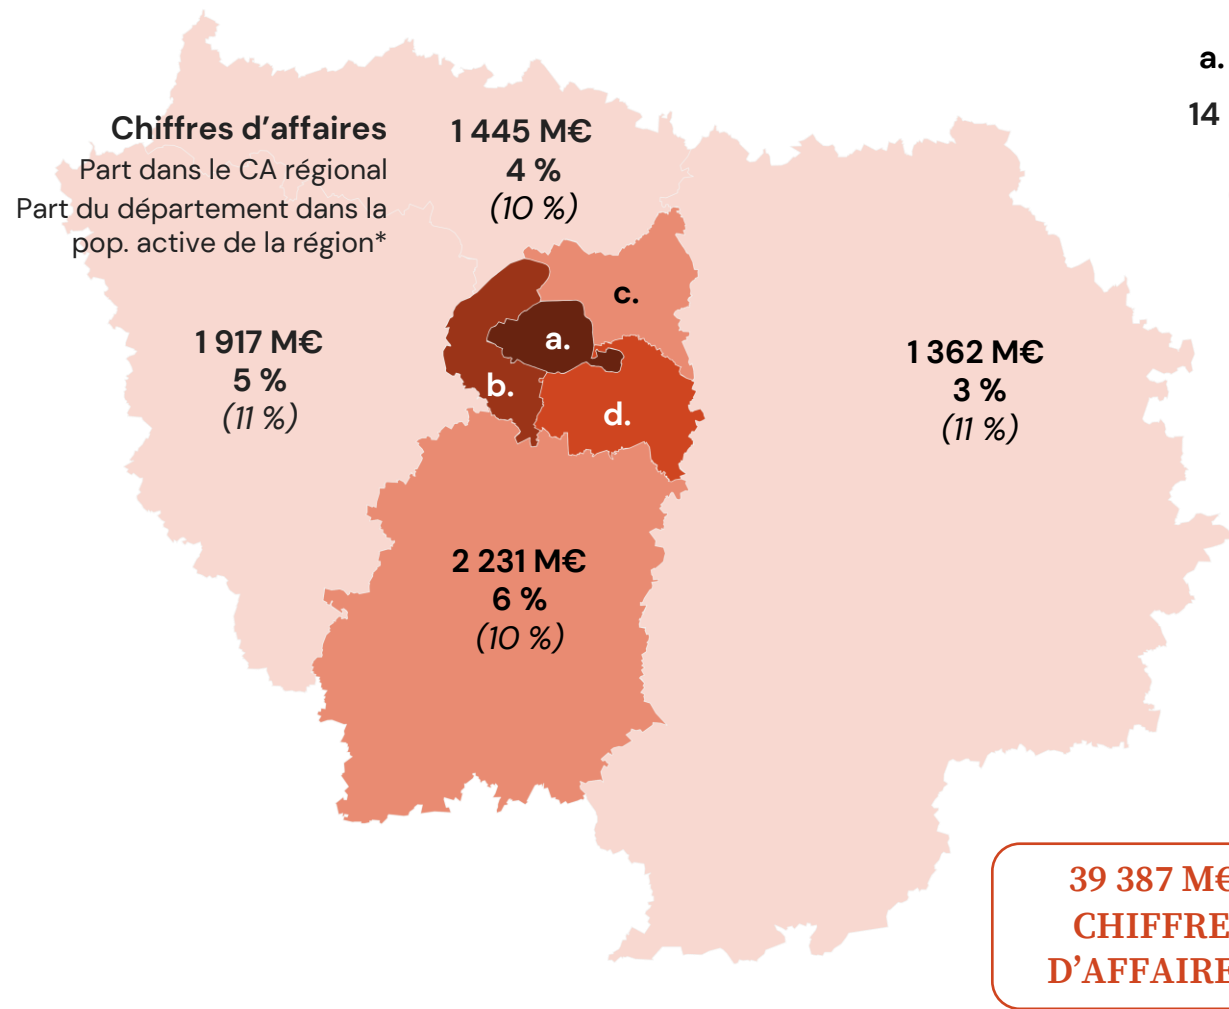 a.
14
Chiffres d’affaires
Part dans le CA régional
Part du département dans la
pop. active de la région*
1 445 M€
4 %
(10 %)
c.
a.
b.
d.
1 917 M€
5 %
(11 %)
1 362 M€
3 %
(11 %)
2 231 M€
6 %
(10 %)
39 387 M€
CHIFFRE
D’AFFAIRE